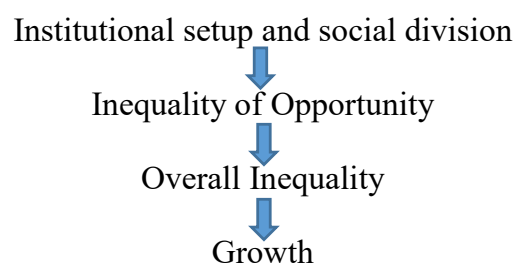 Institutional setup and social division
Inequality of Opportunity
Overall Inequality
Growth